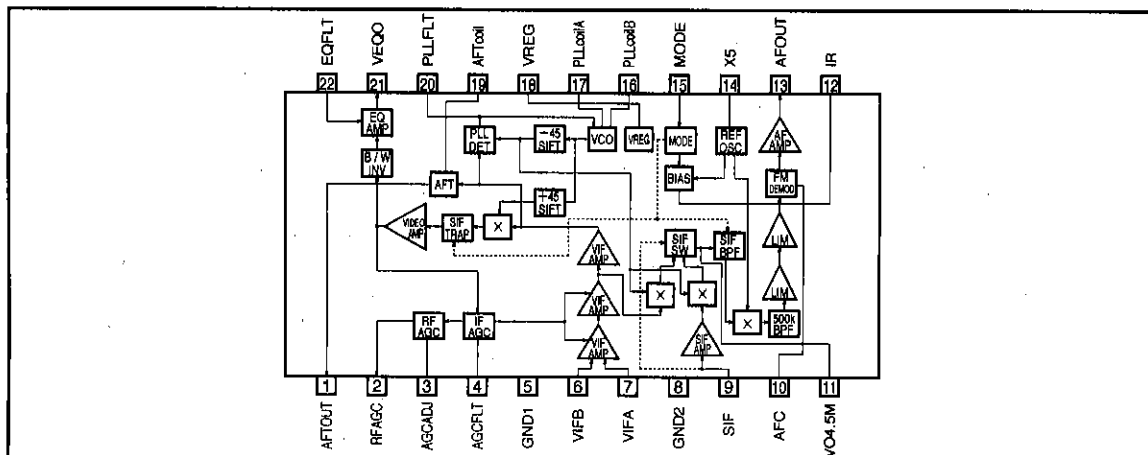 EQFLT
VEQO
PLLFLT
AFTcoil
VREG
PLLcoilA
PLLcoilB
MODE
X5
AFOUT
IR
22
21
20
19
18
17
16
15
14
13
12
EQ
AMP
PLL
DET
-45
SIFT
VCO
VREG
MODE
REF
OSC
AF
AMP
B / W
INV
AFT
+45
SIFT
BIAS
FM
DEMOD
VIDEO
AMP
SIF
TRAP
X
VIF
AMP
SIF
SW
SIF
BPF
LIM
RF
AGC
IF
AGC
VIF
AMP
X
X
LIM
VIF
AMP
SIF
AMP
X
500k
BPF
1
2
3
4
5
6
7
8
9
10
11
AFTOUT
RFAGC
AGCADJ
AGCFLT
GND1
VIFB
VIFA
GND2
SIF
AFC
VO4.5M